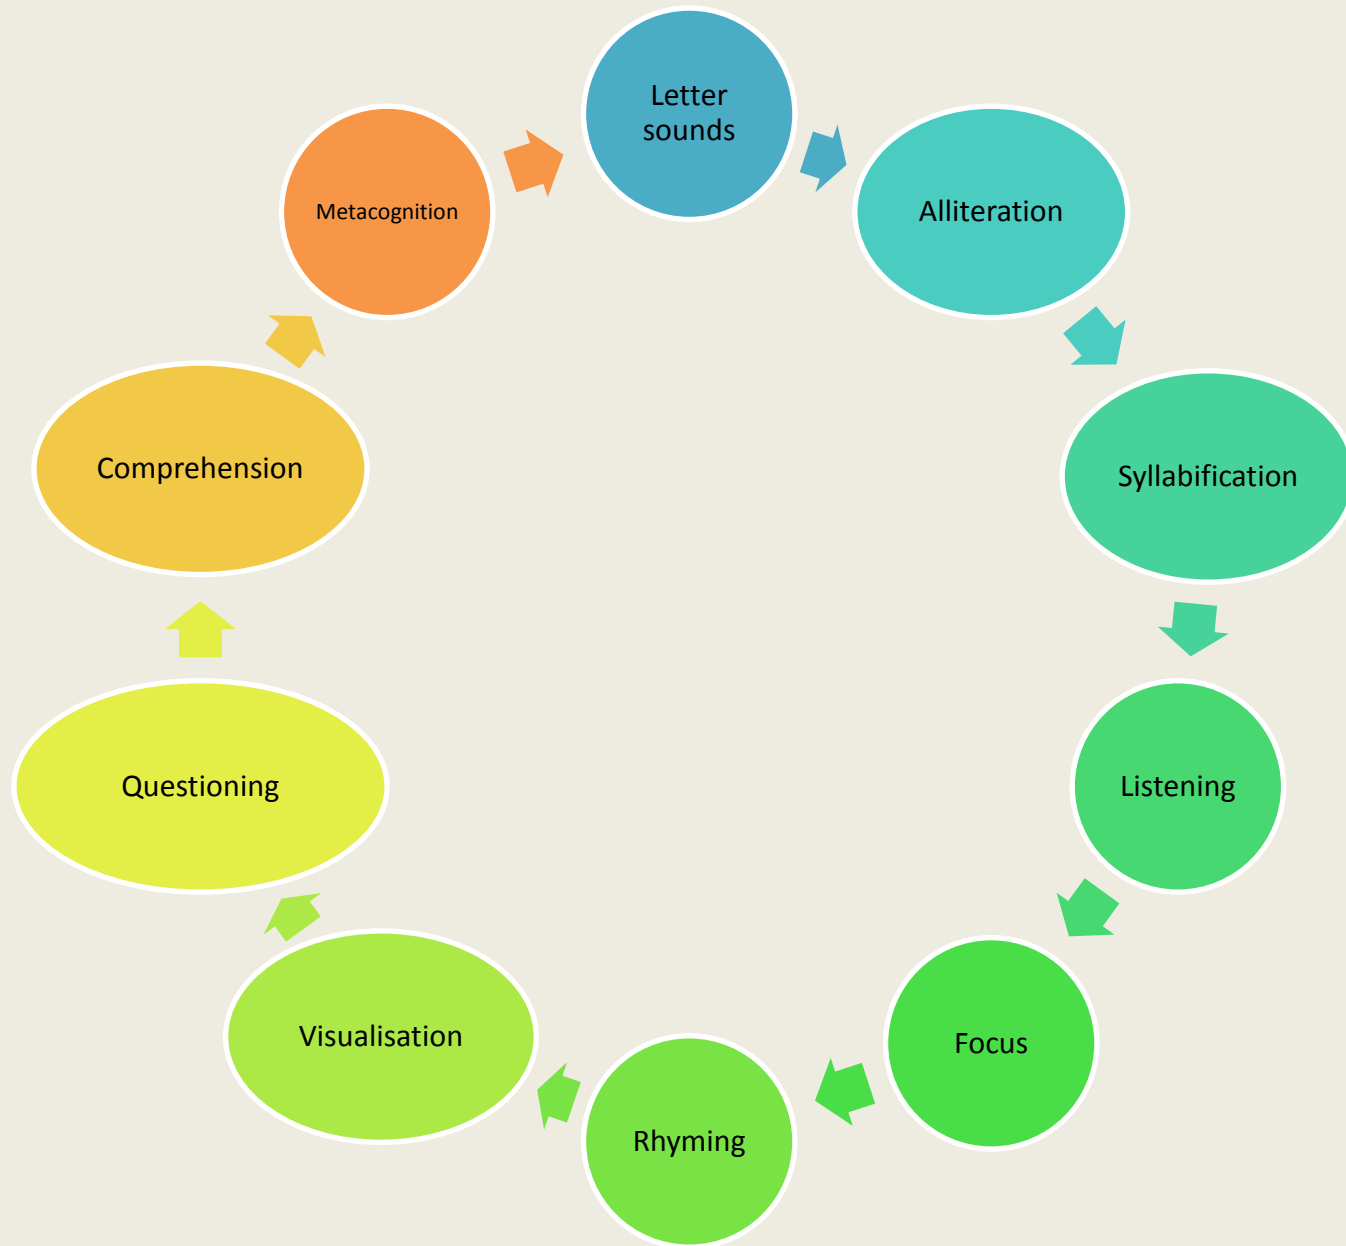 Letter
sounds
Alliteration
Syllabification
Listening
Focus
Rhyming
Visualisation
Questioning
Comprehension
Metacognition